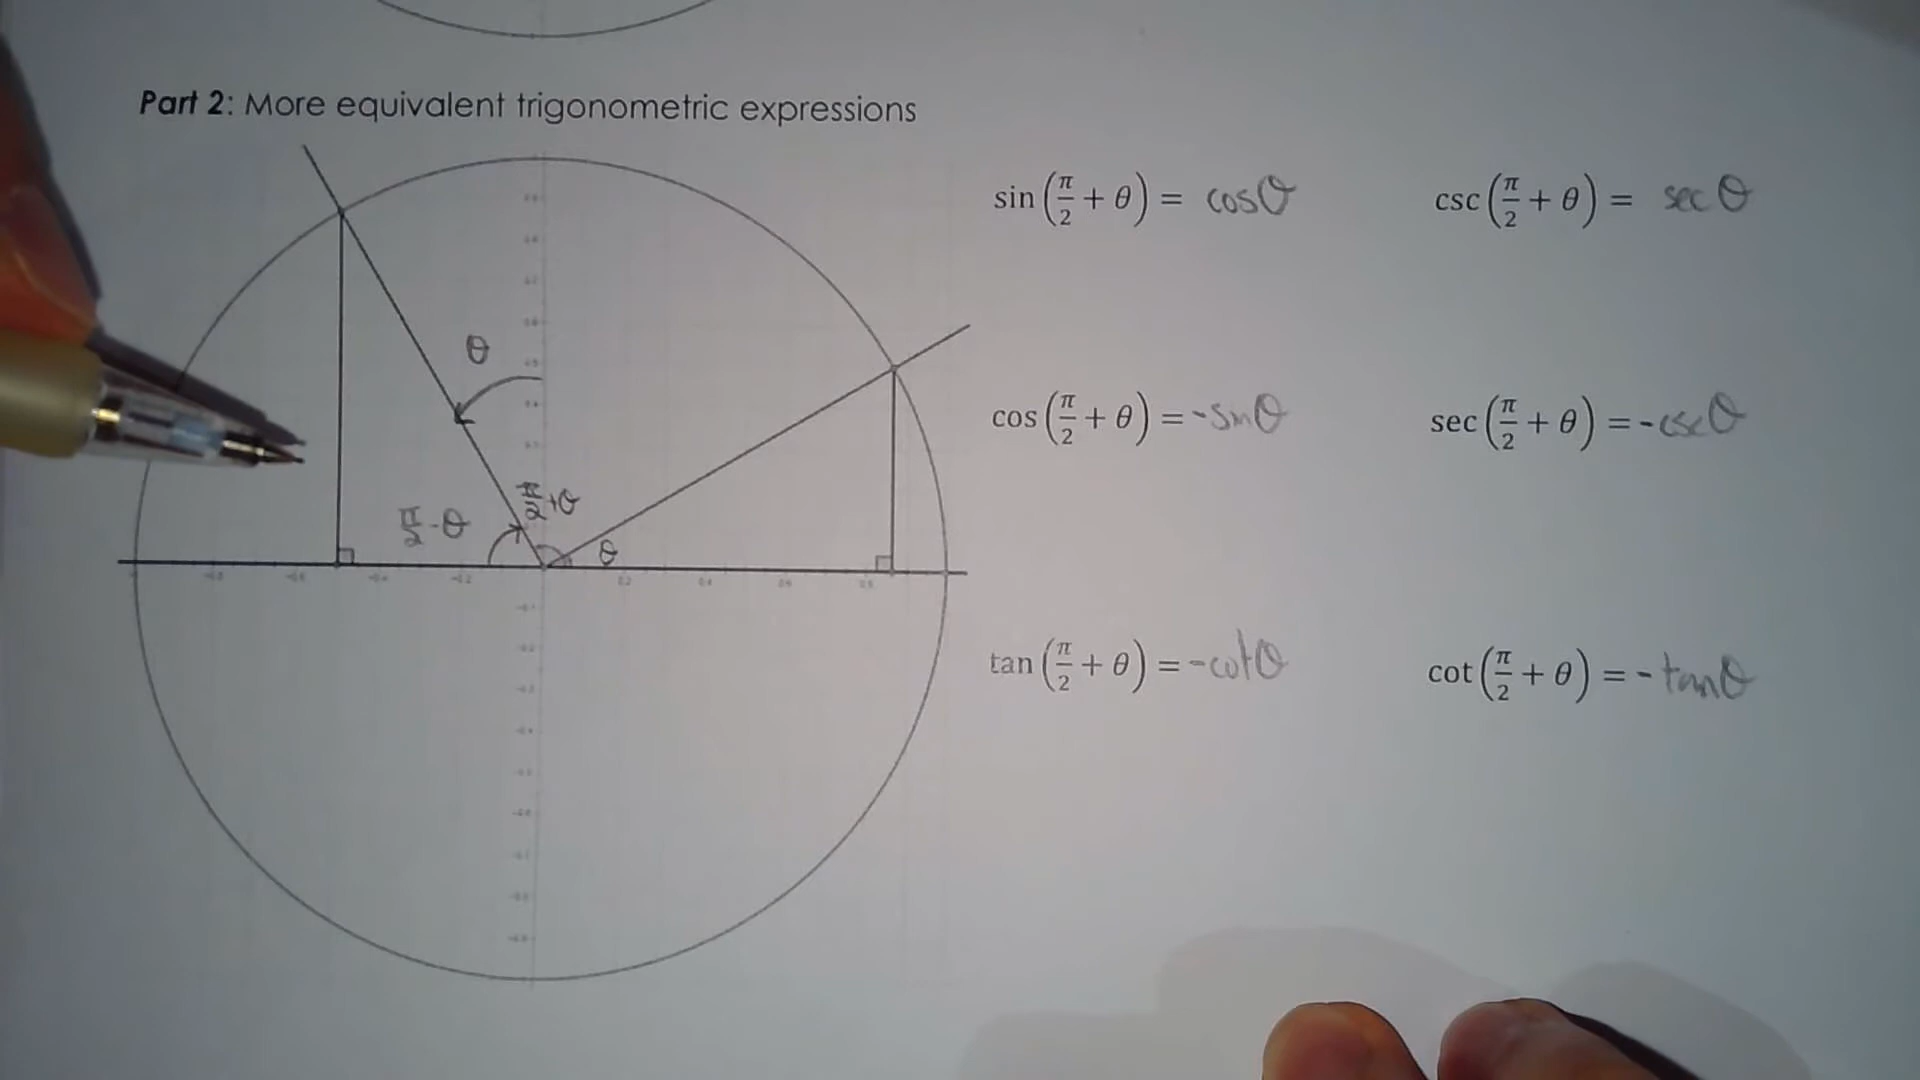 Part 2: More equivalent trigonometric expressions
sin(π/2 + θ) = cosθ
csc(π/2 + θ) = secθ
θ
cos(π/2 + θ) = -sinθ
sec(π/2 + θ) = -cscθ
π/2 - θ
π/2 + θ
θ
tan(π/2 + θ) = -cotθ
cot(π/2 + θ) = -tanθ